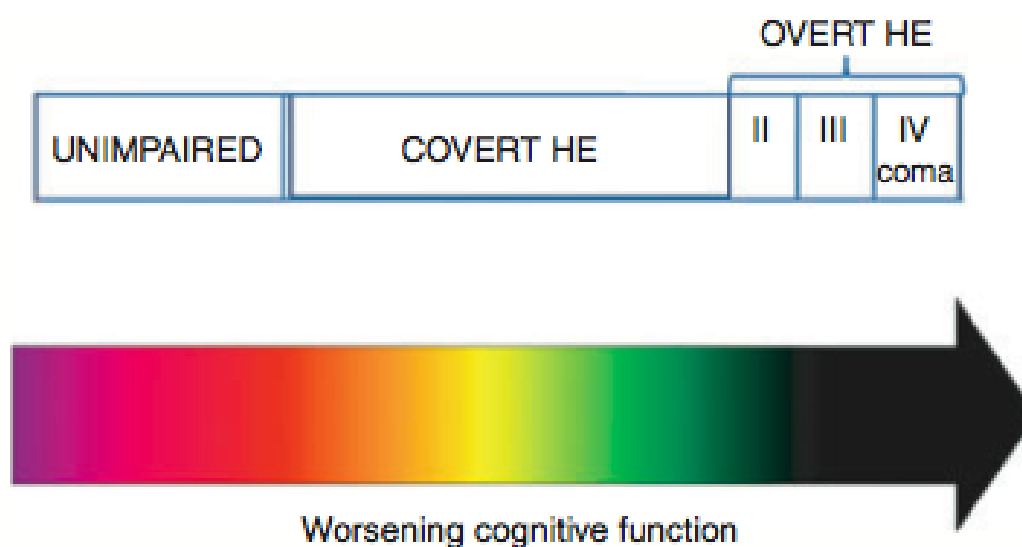 OVERT HE
UNIMPAIRED
COVERT HE
II
III
IV
coma
Worsening cognitive function